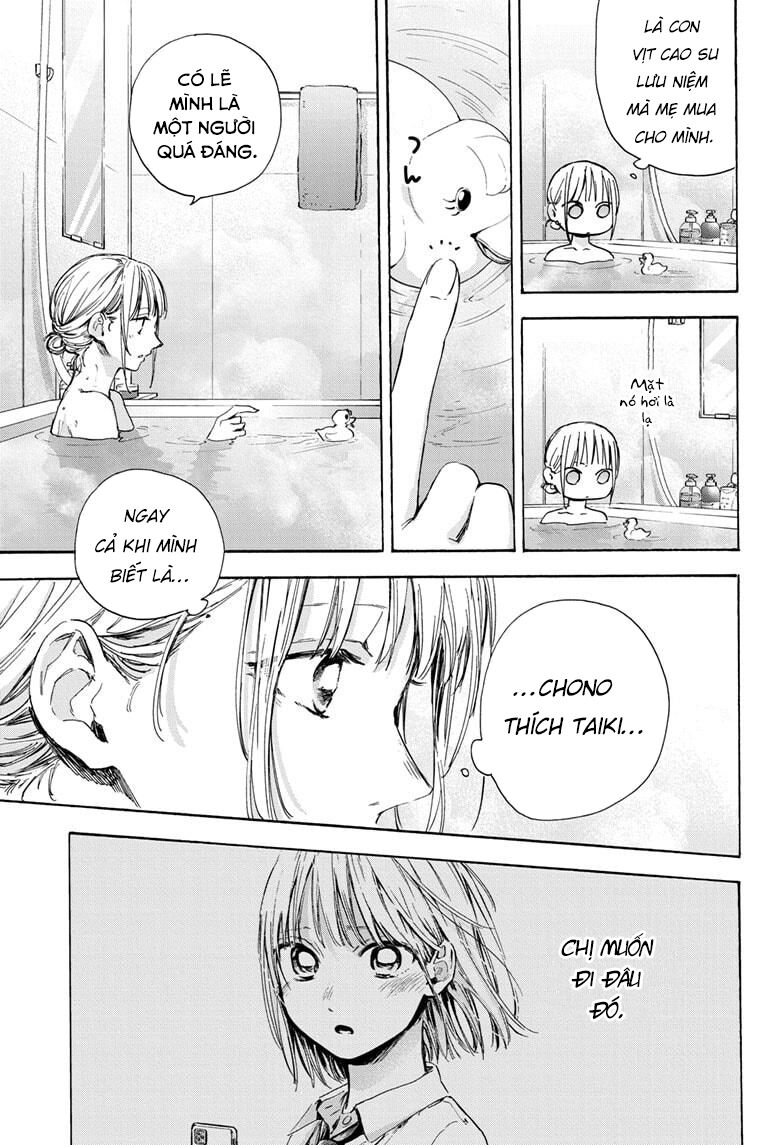 LÀ CON
VỊT CAO SU
LƯU NIỆM
MÀ MẸ MUA
CHO MÌNH.
Mặt
nó hơi là
lạ
CÓ LẼ
MÌNH LÀ
MỘT NGƯỜI
QUÁ ĐÁNG.
NGAY
CẢ KHI MÌNH
BIẾT LÀ...
...CHONO
THÍCH TAIKI...
CHỊ MUỐN
ĐI ĐÂU
ĐÓ.